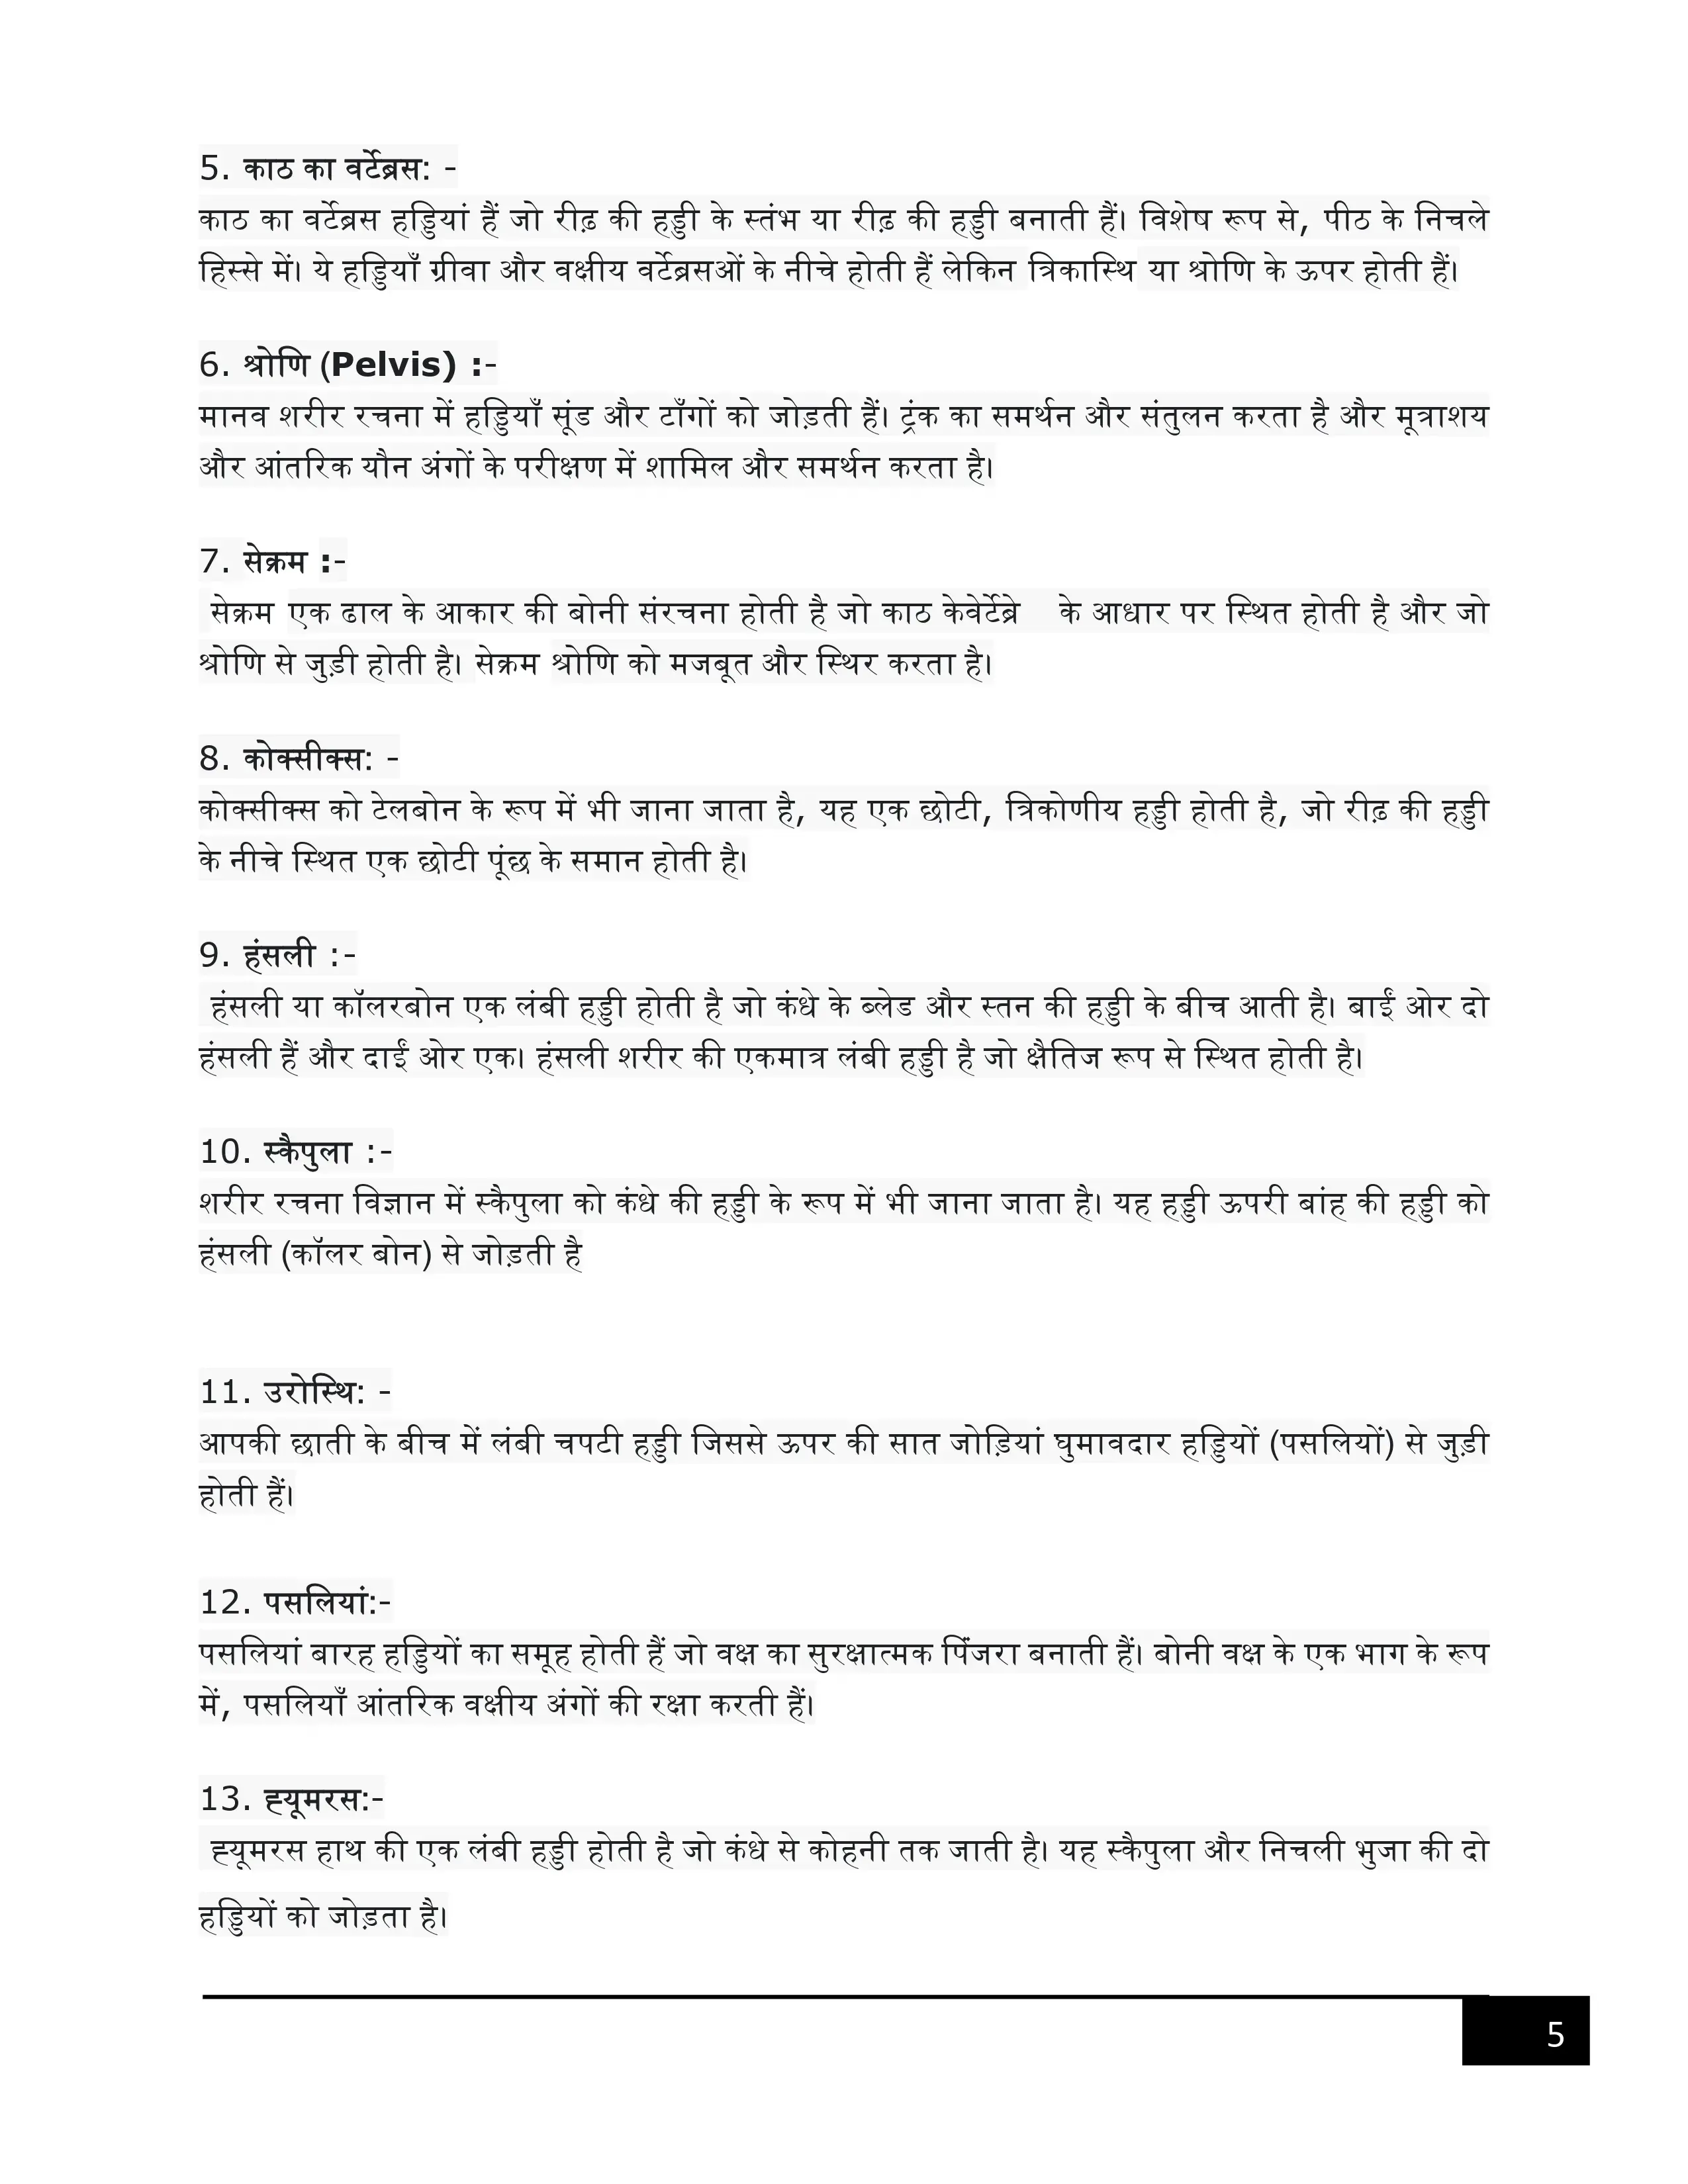 5. काठ का वर्टेब्रस: -
काठ का वर्टेब्रस हड्डियां हैं जो रीढ़ की हड्डी के स्तंभ या रीढ़ की हड्डी बनाती हैं। विशेष रूप से, पीठ के निचले
हिस्से में। ये हड्डियाँ ग्रीवा और वक्षीय वर्टेब्रसओं के नीचे होती हैं लेकिन त्रिकास्थि या श्रोणि के ऊपर होती हैं।
6. श्रोणि (Pelvis) :-
मानव शरीर रचना में हड्डियाँ सूंड और टाँगों को जोड़ती हैं। ट्रंक का समर्थन और संतुलन करता है और मूत्राशय
और आंतरिक यौन अंगों के परीक्षण में शामिल और समर्थन करता है।
7. सेक्रम :-
सेक्रम एक ढाल के आकार की बोनी संरचना होती है जो काठ केवेर्टेब्रे के आधार पर स्थित होती है और जो
श्रोणि से जुड़ी होती है। सेक्रम श्रोणि को मजबूत और स्थिर करता है।
8. कोक्सीक्स: -
कोक्सीक्स को टेलबोन के रूप में भी जाना जाता है, यह एक छोटी, त्रिकोणीय हड्डी होती है, जो रीढ़ की हड्डी
के नीचे स्थित एक छोटी पूंछ के समान होती है।
9. हंसली :-
हंसली या कॉलरबोन एक लंबी हड्डी होती है जो कंधे के ब्लेड और स्तन की हड्डी के बीच आती है। बाईं ओर दो
हंसली हैं और दाईं ओर एक। हंसली शरीर की एकमात्र लंबी हड्डी है जो क्षैतिज रूप से स्थित होती है।
10. स्कैपुला :-
शरीर रचना विज्ञान में स्कैपुला को कंधे की हड्डी के रूप में भी जाना जाता है। यह हड्डी ऊपरी बांह की हड्डी को
हंसली (कॉलर बोन) से जोड़ती है
11. उरोस्थि: -
आपकी छाती के बीच में लंबी चपटी हड्डी जिससे ऊपर की सात जोड़ियां घुमावदार हड्डियों (पसलियों) से जुड़ी
होती हैं।
12. पसलियां:-
पसलियां बारह हड्डियों का समूह होती हैं जो वक्ष का सुरक्षात्मक पिंजरा बनाती हैं। बोनी वक्ष के एक भाग के रूप
में, पसलियाँ आंतरिक वक्षीय अंगों की रक्षा करती हैं।
13. ह्यूमरस:-
ह्यूमरस हाथ की एक लंबी हड्डी होती है जो कंधे से कोहनी तक जाती है। यह स्कैपुला और निचली भुजा की दो
हड्डियों को जोड़ता है।
5